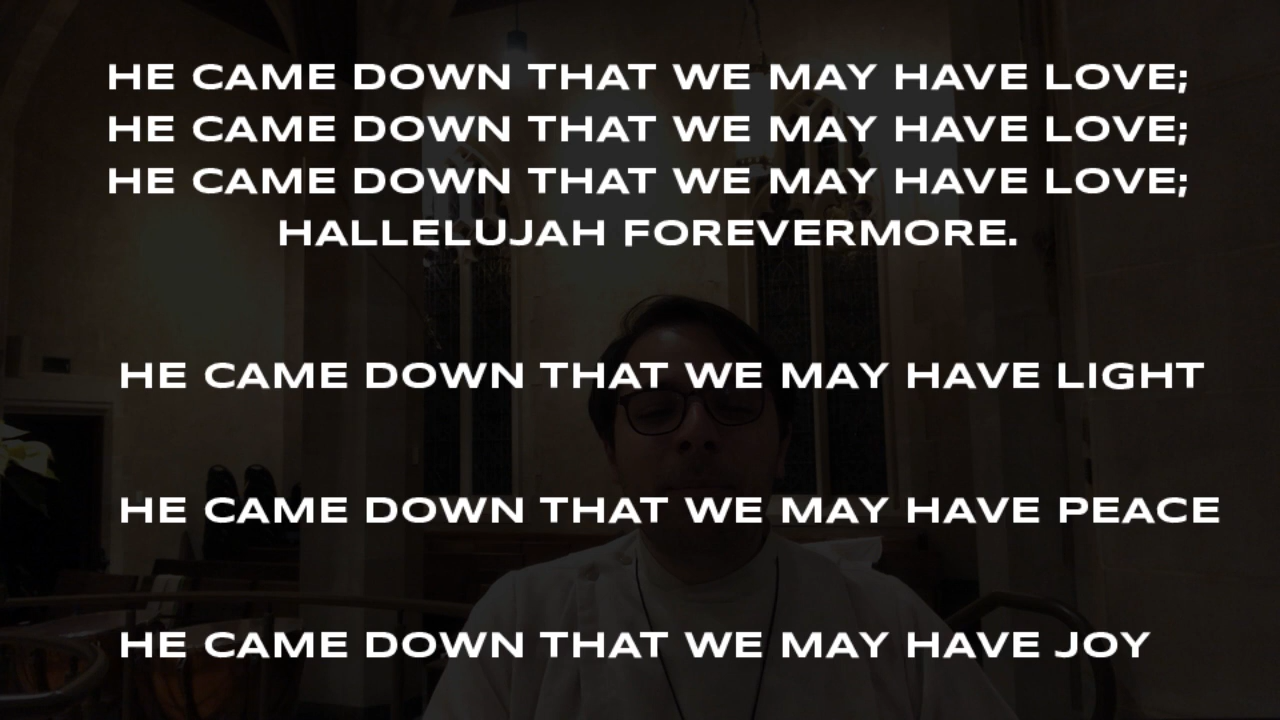 HE CAME DOWN THAT WE MAY HAVE LOVE;
HE CAME DOWN THAT WE MAY HAVE LOVE;
HE CAME DOWN THAT WE MAY HAVE LOVE;
HALLELUJAH FOREVERMORE.
HE CAME DOWN THAT WE MAY HAVE LIGHT
HE CAME DOWN THAT WE MAY HAVE PEACE
HE CAME DOWN THAT WE MAY HAVE JOY